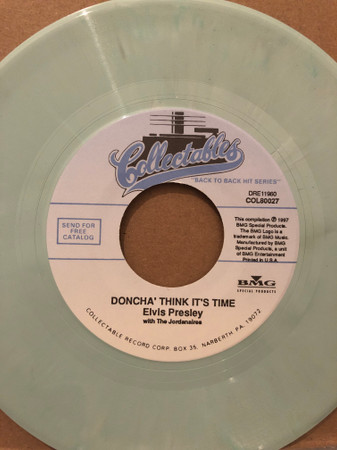 Collectables
"BACK TO BACK HIT SERIES"
DRE11960
COL80027
SEND FOR
FREE
CATALOG
This compilation ℗ 1997
BMG Special Products.
The BMG Logo is a
trademark of BMG Music.
Manufactured by BMG
Special Products, a unit
of BMG Entertainment
Printed in U.S.A.
BMG
SPECIAL PRODUCTS
DONCHA' THINK IT'S TIME
Elvis Presley
with The Jordanaires
COLLECTABLE RECORD CORP. BOX 35, NARBERTH, PA. 19072